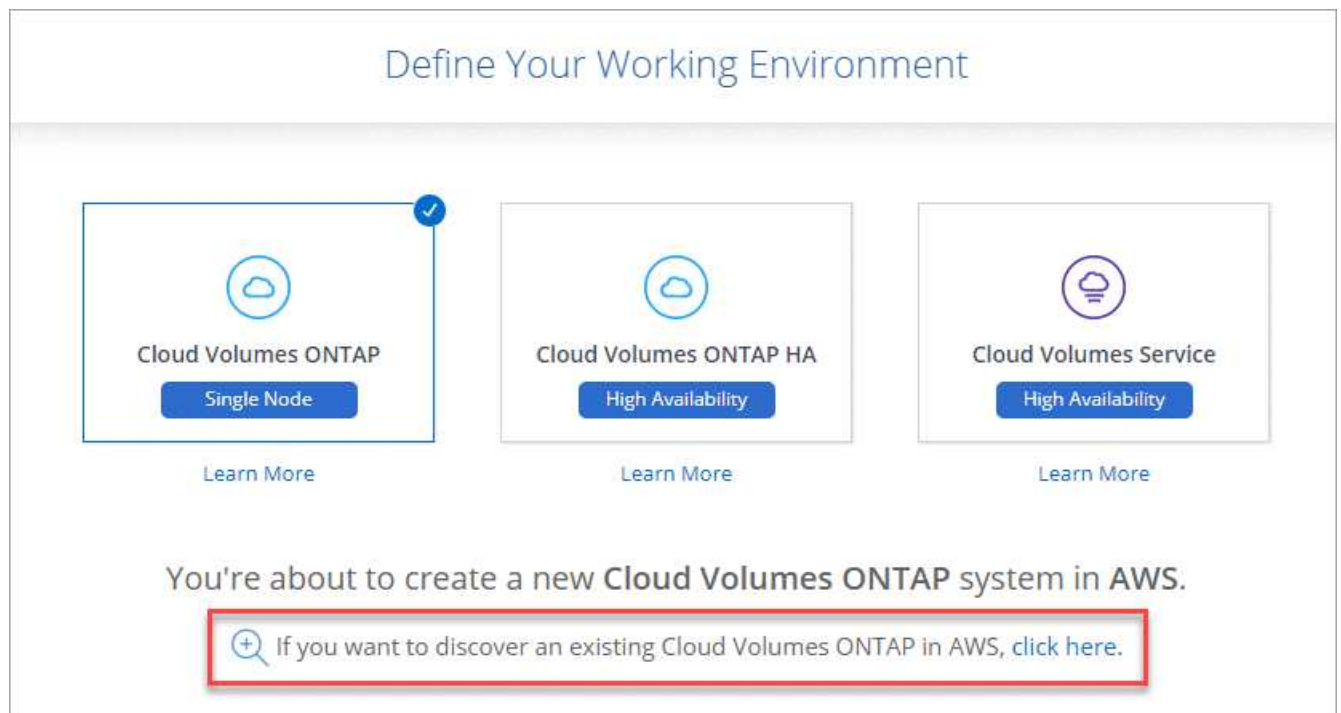 Define Your Working Environment
Cloud Volumes ONTAP
Single Node
Learn More
Cloud Volumes ONTAP HA
High Availability
Learn More
Cloud Volumes Service
High Availability
Learn More
You're about to create a new Cloud Volumes ONTAP system in AWS.
If you want to discover an existing Cloud Volumes ONTAP in AWS, click here.